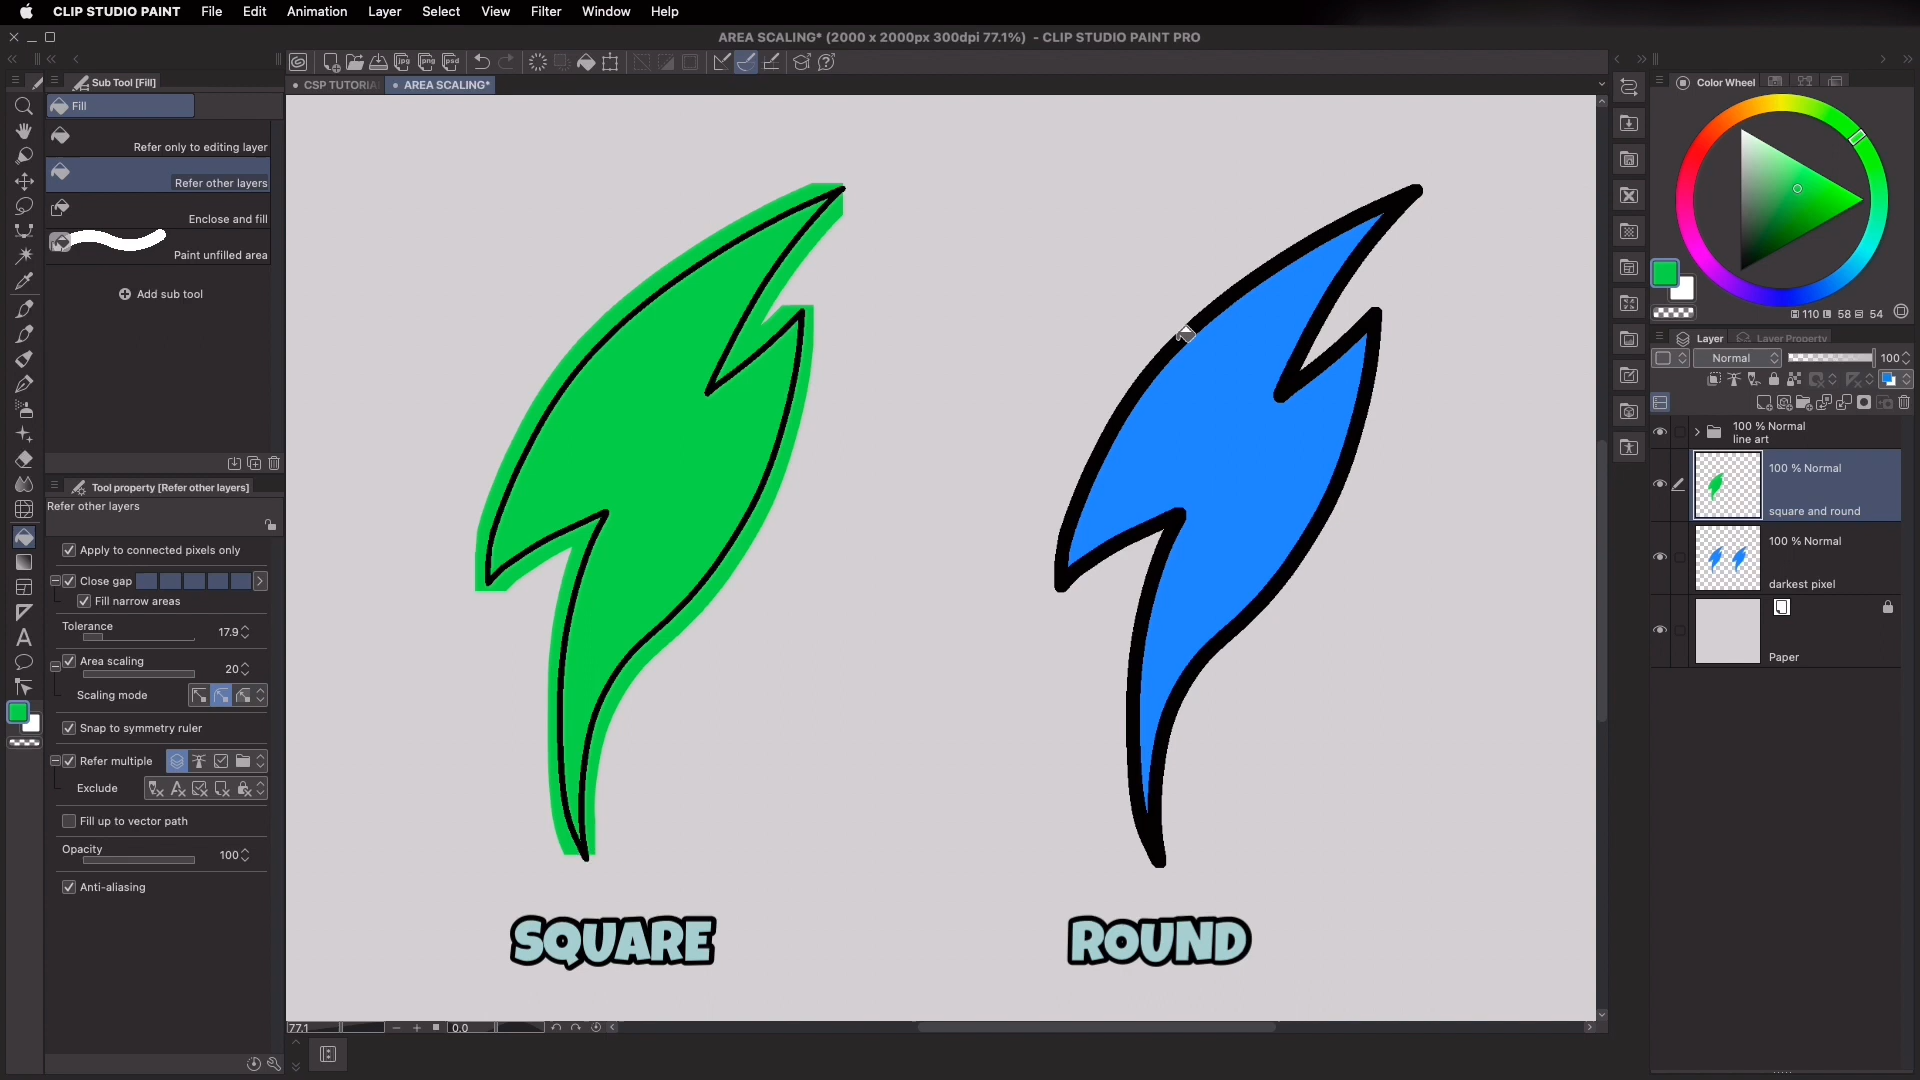 CLIP STUDIO PAINT File Edit Animation Layer Select View Filter Window Help
AREA SCALING* (2000 x 2000px 300dpi 77.1%) - CLIP STUDIO PAINT PRO
Sub Tool [Fill]
Fill
Refer only to editing layer
Refer other layers
Enclose and fill
Paint unfilled area
Add sub tool
Tool property [Refer other layers]
Refer other layers
Apply to connected pixels only
Close gap
Fill narrow areas
Tolerance 17.9
Area scaling 20
Scaling mode
Snap to symmetry ruler
Refer multiple
Exclude
Fill up to vector path
Opacity 100
Anti-aliasing
jpg png psd
CSP TUTORIA AREA SCALING*
SQUARE
ROUND
77.1 0.0
Color Wheel
H 110 L 58 S 54
Layer Layer Property
Normal 100
100 % Normal
line art
100 % Normal
square and round
100 % Normal
darkest pixel
Paper